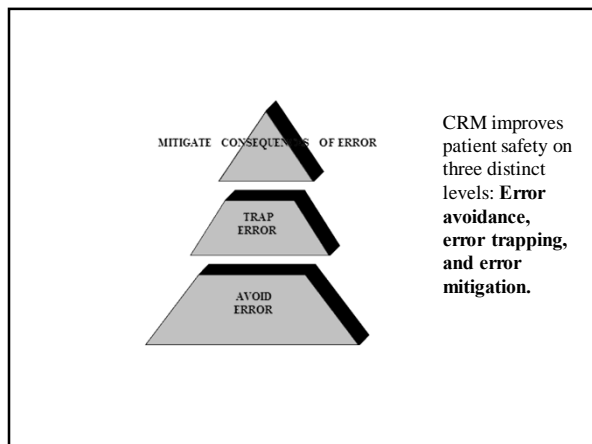 MITIGATE CONSEQUENCES OF ERROR
TRAP
ERROR
AVOID
ERROR
CRM improves
patient safety on
three distinct
levels: Error
avoidance,
error trapping,
and error
mitigation.